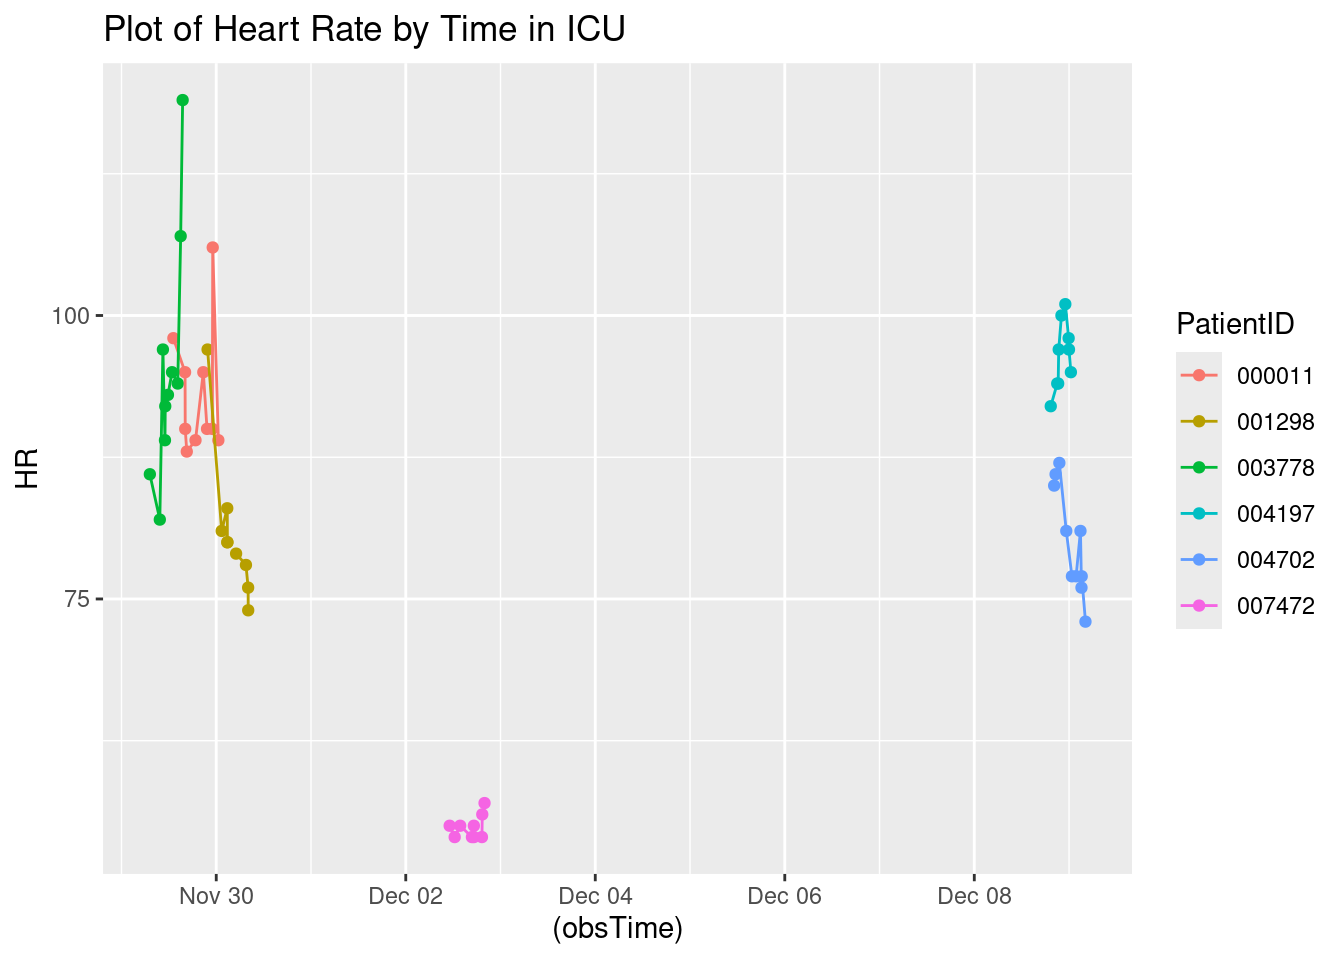 Plot of Heart Rate by Time in ICU
HR
100
75
Nov 30
Dec 02
Dec 04
Dec 06
Dec 08
(obsTime)
PatientID
000011
001298
003778
004197
004702
007472